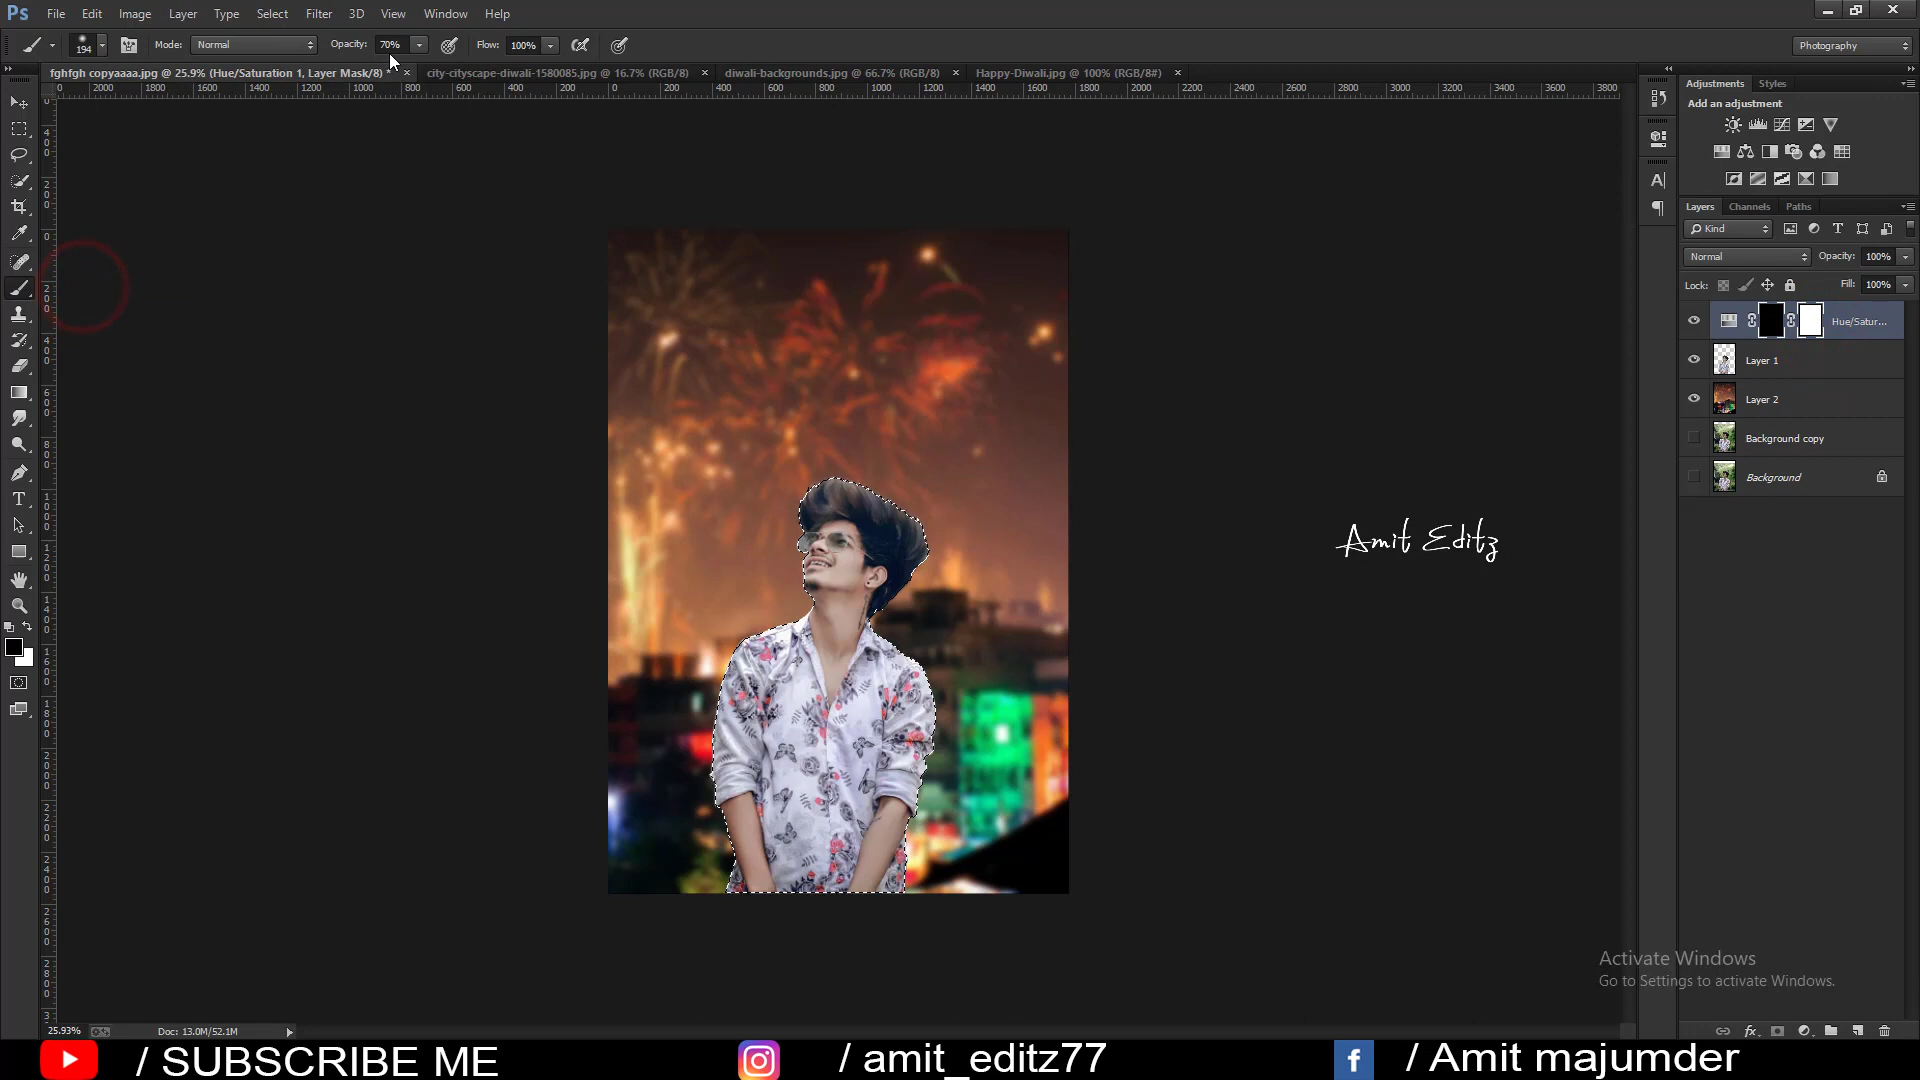 Ps File Edit Image Layer Type Select Filter 3D View Window Help
194 Mode: Normal Opacity: 70% Flow: 100% Photography
fghfgh copyaaaa.jpg @ 25.9% (Hue/Saturation 1, Layer Mask/8) * × city-cityscape-diwali-1580085.jpg @ 16.7% (RGB/8) × diwali-backgrounds.jpg @ 66.7% (RGB/8) × Happy-Diwali.jpg @ 100% (RGB/8#) ×
Adjustments Styles
Add an adjustment
Layers Channels Paths
Kind
Normal Opacity: 100%
Lock: Fill: 100%
Hue/Satur...
Layer 1
Layer 2
Background copy
Background
Amit Editz
Activate Windows
Go to Settings to activate Windows.
25.93% Doc: 13.0M/52.1M
/ SUBSCRIBE ME / amit_editz77 / Amit majumder